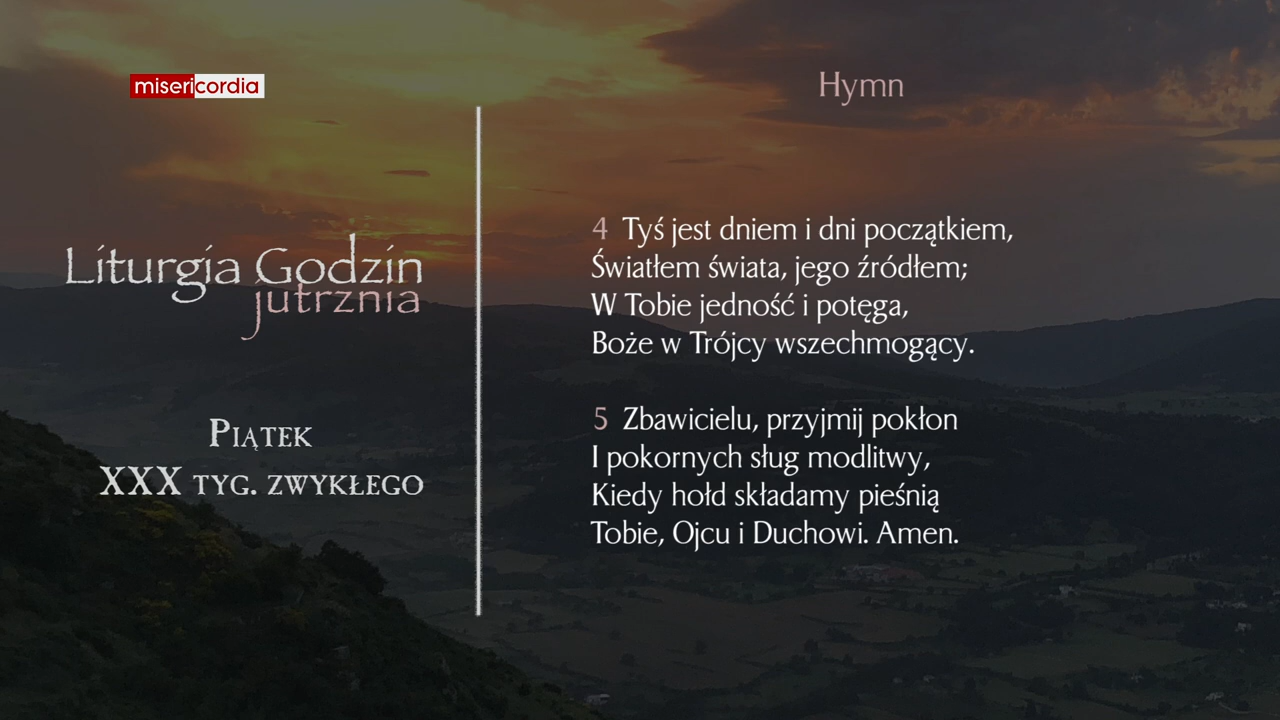 misericordia
Liturgia Godzin
jutrznia
Piątek
XXX tyg. zwykłego
Hymn
4 Tyś jest dniem i dni początkiem,
Światłem świata, jego źródłem;
W Tobie jedność i potęga,
Boże w Trójcy wszechmogący.
5 Zbawicielu, przyjmij pokłon
I pokornych sług modlitwy,
Kiedy hołd składamy pieśnią
Tobie, Ojcu i Duchowi. Amen.